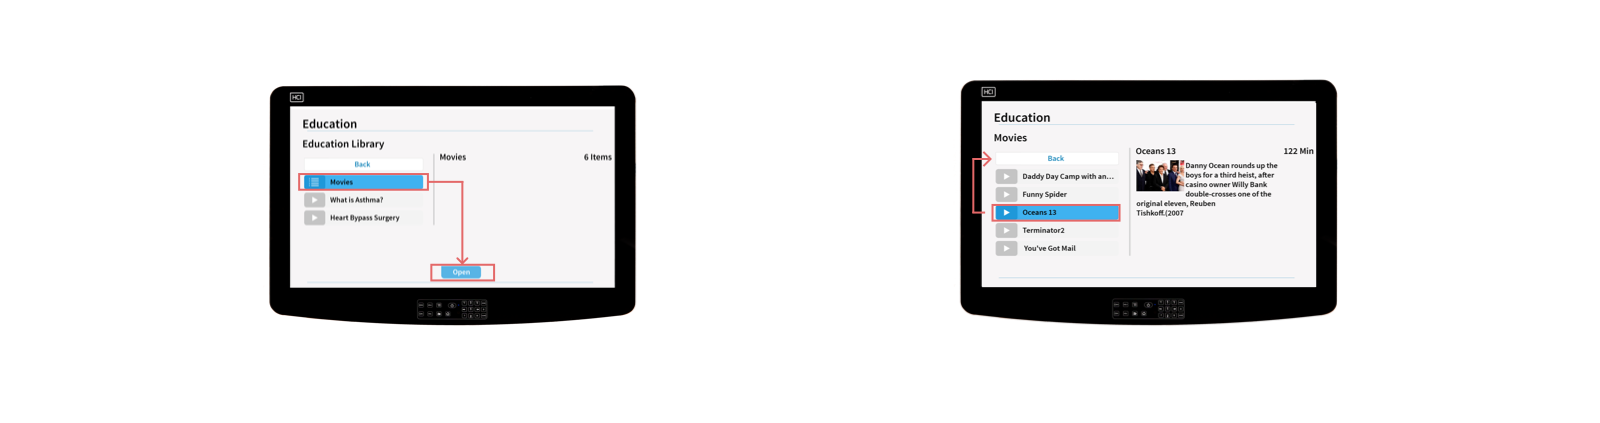 HCI
Education
Education Library
Back
Movies
What is Asthma?
Heart Bypass Surgery
Movies
6 Items
Open
HCI
Education
Movies
Back
Daddy Day Camp with an...
Funny Spider
Oceans 13
Terminator2
You've Got Mail
Oceans 13
122 Min
Danny Ocean rounds up the
boys for a third heist, after
casino owner Willy Bank
double-crosses one of the
original eleven, Reuben
Tishkoff.(2007